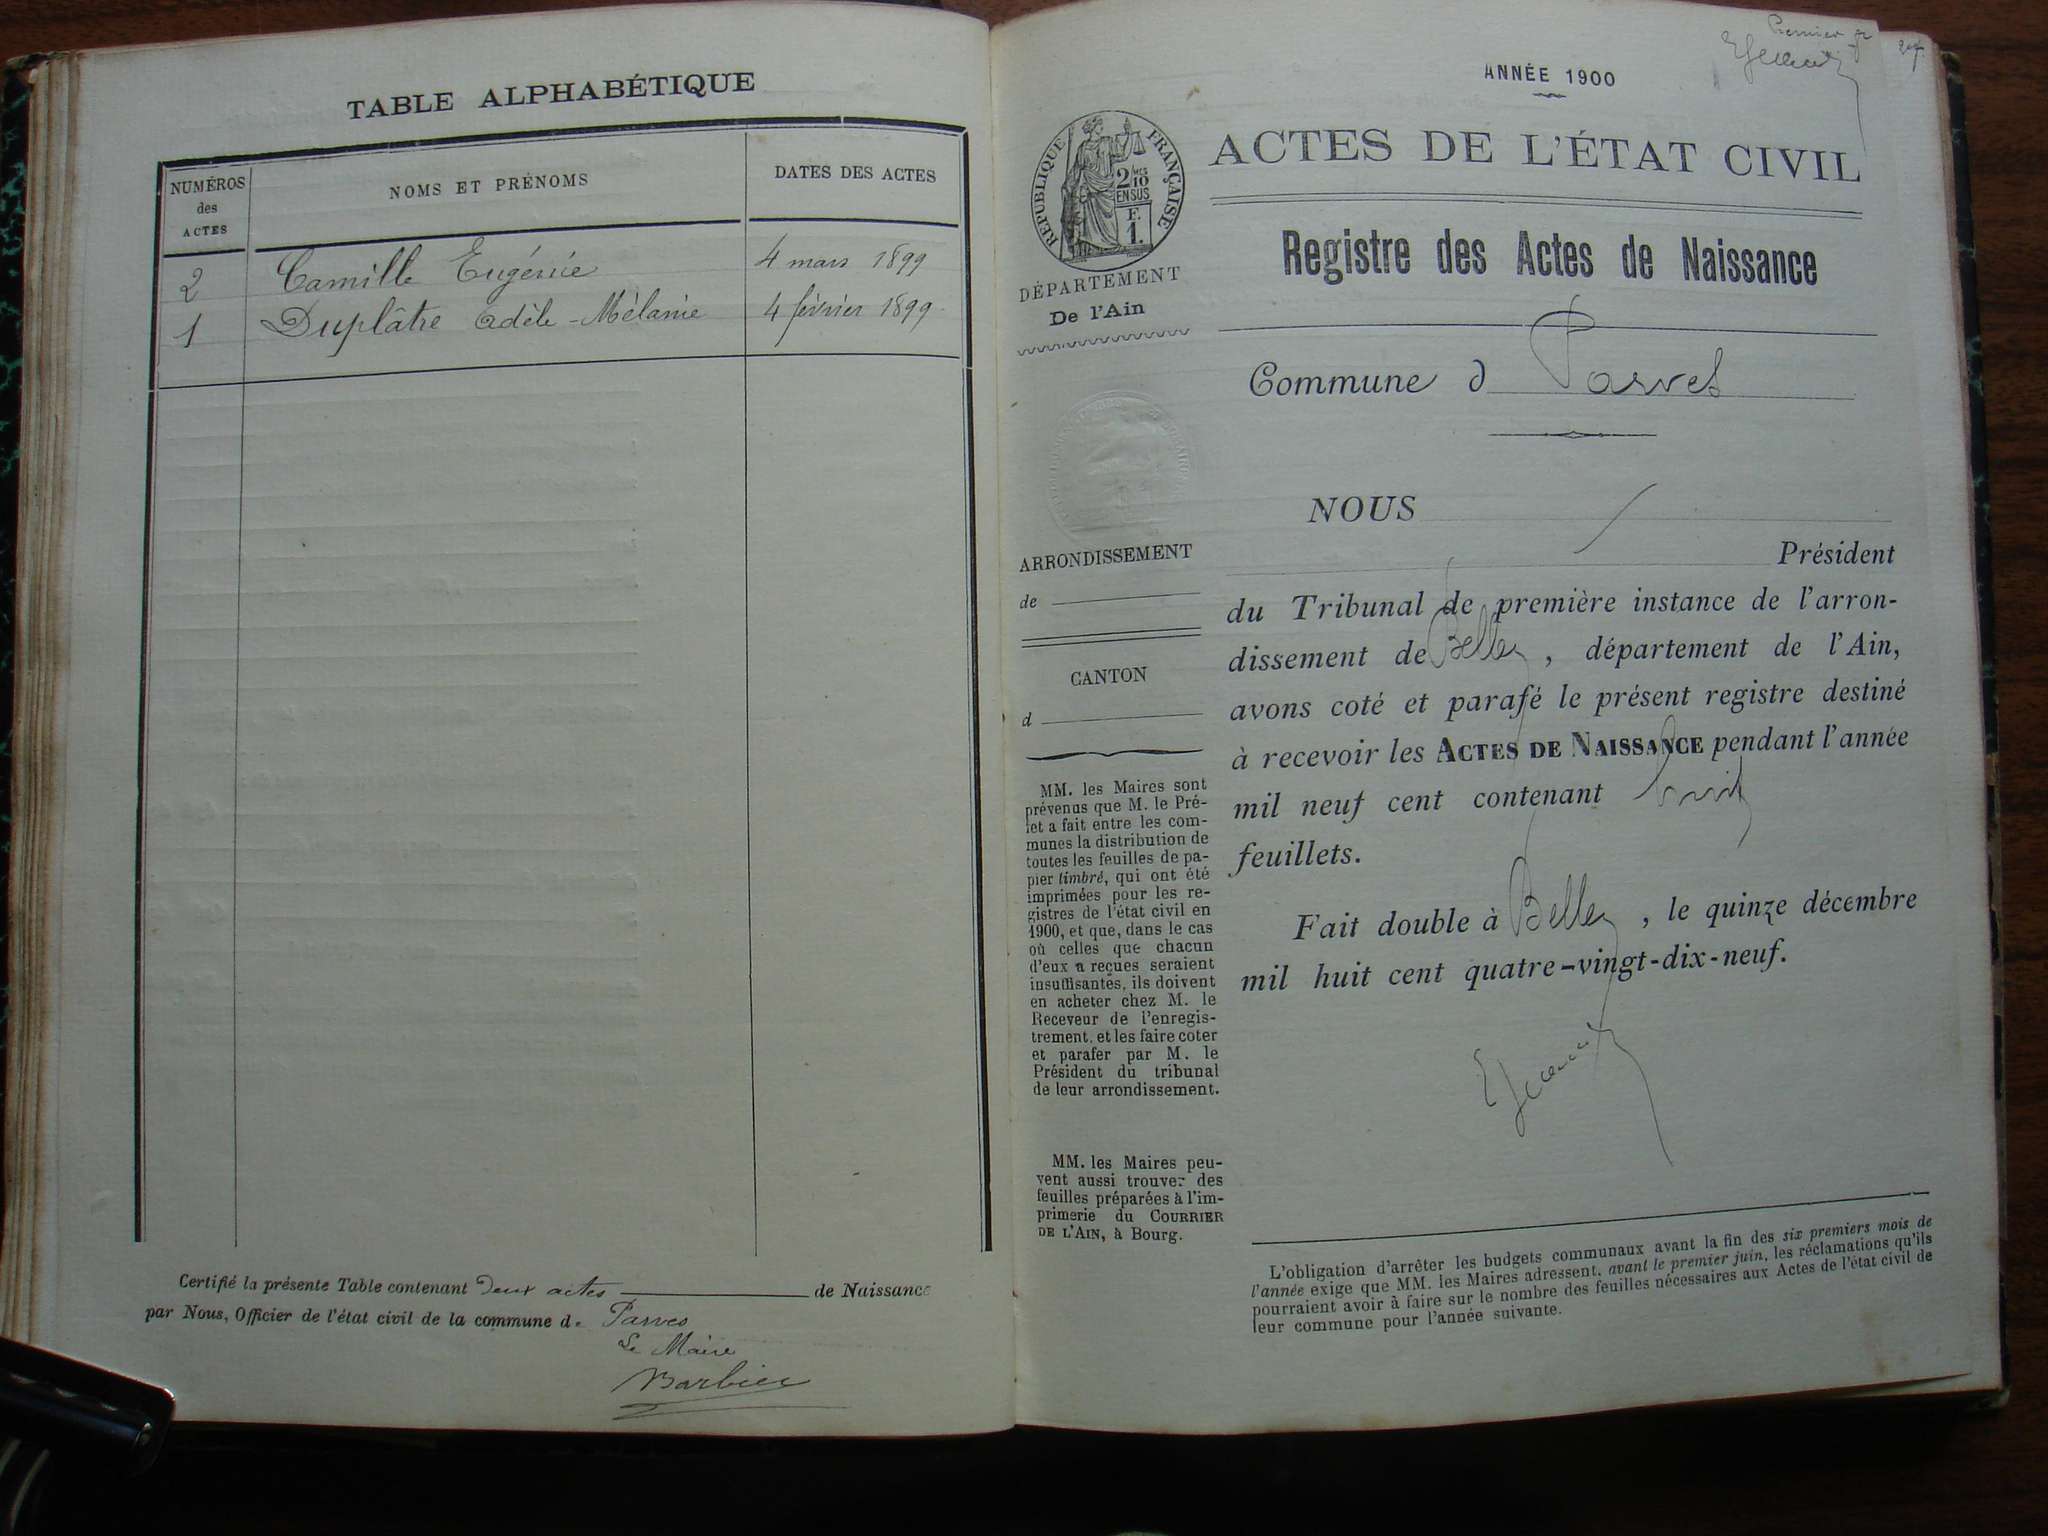 TABLE ALPHABÉTIQUE
NUMÉROS
des
ACTES
NOMS ET PRÉNOMS
DATES DES ACTES
2 Camille Eugénie 4 mars 1899
1 Duplâtre Adèle-Mélanie 4 février 1899
Certifié la présente Table contenant deux actes de Naissance
par Nous, Officier de l'état civil de la commune de Parves
Le Maire
Barbier
Premier
ANNÉE 1900
ACTES DE L'ÉTAT CIVIL
RÉPUBLIQUE FRANÇAISE
2/10
EN SUS
F.
1.
DÉPARTEMENT
De l'Ain
Registre des Actes de Naissance
Commune d Parves
ARRONDISSEMENT
de
CANTON
d
MM. les Maires sont
prévenus que M. le Pré-
fet a fait entre les com-
munes la distribution de
toutes les feuilles de pa-
pier timbré, qui ont été
imprimées pour les re-
gistres de l'état civil en
1900, et que, dans le cas
où celles que chacun
d'eux a reçues seraient
insuffisantes, ils doivent
en acheter chez M. le
Receveur de l'enregis-
trement, et les faire coter
et parafer par M. le
Président du tribunal
de leur arrondissement.
MM. les Maires peu-
vent aussi trouver des
feuilles préparées à l'im-
primerie du COURRIER
DE L'AIN, à Bourg.
NOUS
Président
du Tribunal de première instance de l'arron-
dissement de Belley, département de l'Ain,
avons coté et parafé le présent registre destiné
à recevoir les ACTES DE NAISSANCE pendant l'année
mil neuf cent contenant huit
feuillets.
Fait double à Belley, le quinze décembre
mil huit cent quatre-vingt-dix-neuf.
L'obligation d'arrêter les budgets communaux avant la fin des six premiers mois de
l'année exige que MM. les Maires adressent, avant le premier juin, les réclamations qu'ils
pourraient avoir à faire sur le nombre des feuilles nécessaires aux Actes de l'état civil de
leur commune pour l'année suivante.